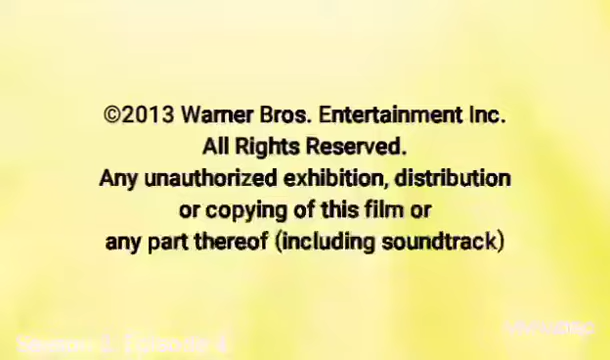 ©2013 Warner Bros. Entertainment Inc.
All Rights Reserved.
Any unauthorized exhibition, distribution
or copying of this film or
any part thereof (including soundtrack)
Episode